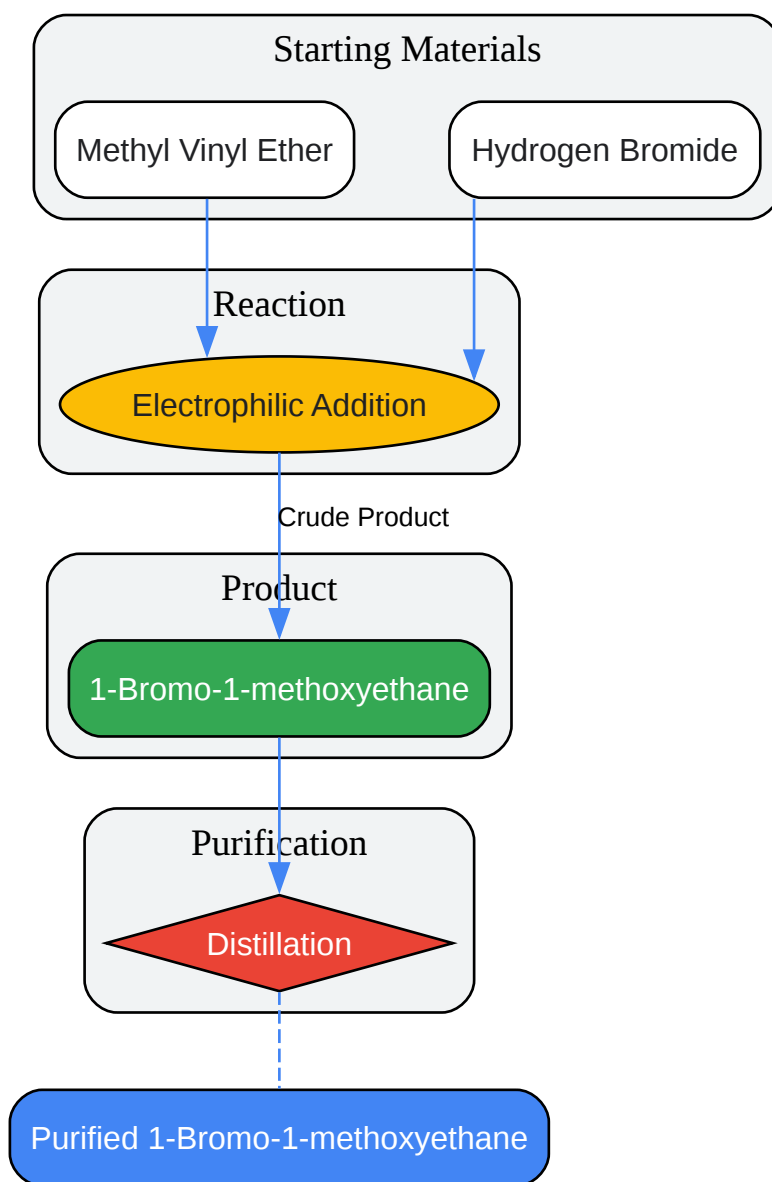 Starting Materials
Methyl Vinyl Ether
Hydrogen Bromide
Reaction
Electrophilic Addition
Crude Product
Product
1-Bromo-1-methoxyethane
Purification
Distillation
Purified 1-Bromo-1-methoxyethane